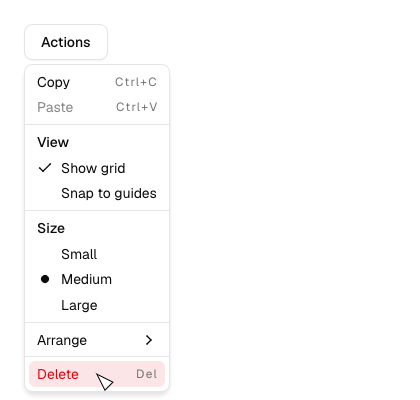 Actions
Copy Ctrl+C
Paste Ctrl+V
View
Show grid
Snap to guides
Size
Small
Medium
Large
Arrange
Delete Del